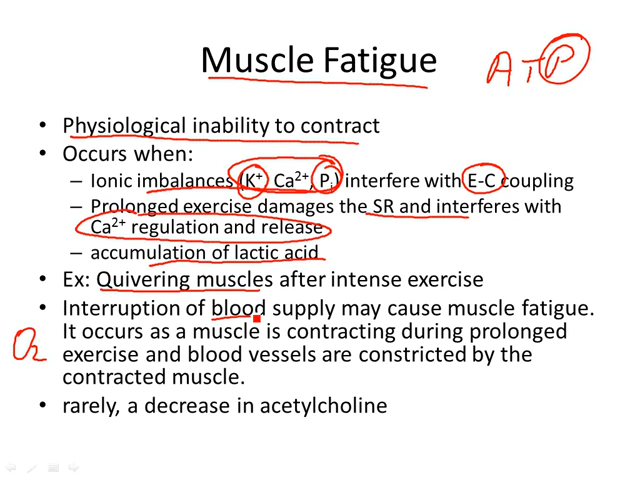 Muscle Fatigue
ATP
• Physiological inability to contract
• Occurs when:
– Ionic imbalances (K⁺, Ca²⁺, Pᵢ) interfere with E-C coupling
– Prolonged exercise damages the SR and interferes with
Ca²⁺ regulation and release
– accumulation of lactic acid
• Ex: Quivering muscles after intense exercise
• Interruption of blood supply may cause muscle fatigue.
It occurs as a muscle is contracting during prolonged
O₂
exercise and blood vessels are constricted by the
contracted muscle.
• rarely, a decrease in acetylcholine